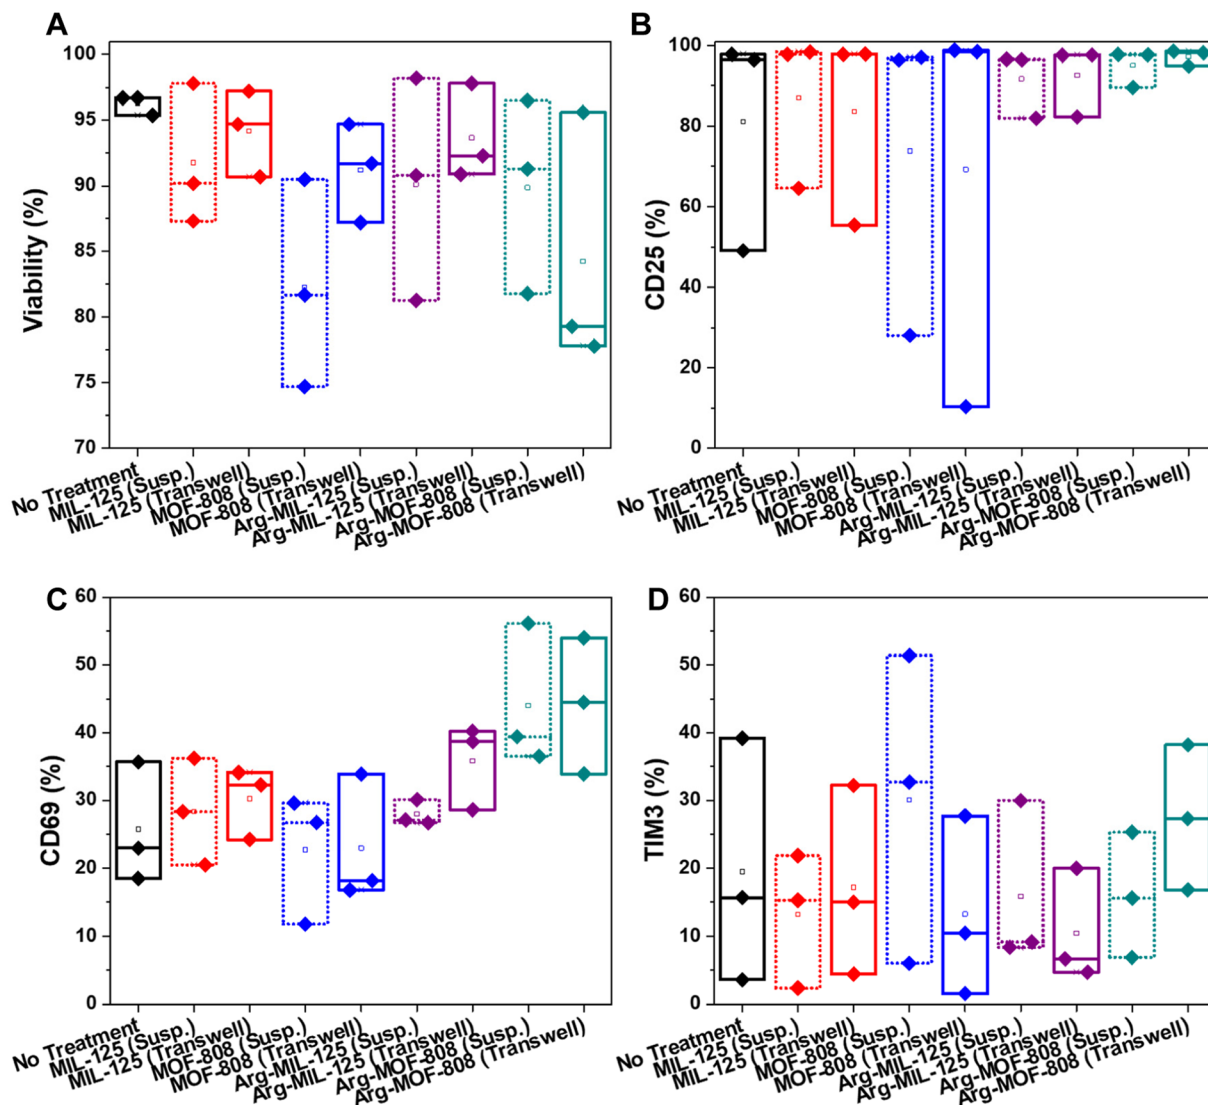 A
Viability (%)
100
95
90
85
80
75
70
No Treatment
MIL-125 (Susp.)
MIL-125 (Transwell)
MOF-808 (Susp.)
MOF-808 (Transwell)
Arg-MIL-125 (Susp.)
Arg-MIL-125 (Transwell)
Arg-MOF-808 (Susp.)
Arg-MOF-808 (Transwell)
B
CD25 (%)
100
80
60
40
20
0
No Treatment
MIL-125 (Susp.)
MIL-125 (Transwell)
MOF-808 (Susp.)
MOF-808 (Transwell)
Arg-MIL-125 (Susp.)
Arg-MIL-125 (Transwell)
Arg-MOF-808 (Susp.)
Arg-MOF-808 (Transwell)
C
CD69 (%)
60
50
40
30
20
10
0
No Treatment
MIL-125 (Susp.)
MIL-125 (Transwell)
MOF-808 (Susp.)
MOF-808 (Transwell)
Arg-MIL-125 (Susp.)
Arg-MIL-125 (Transwell)
Arg-MOF-808 (Susp.)
Arg-MOF-808 (Transwell)
D
TIM3 (%)
60
50
40
30
20
10
0
No Treatment
MIL-125 (Susp.)
MIL-125 (Transwell)
MOF-808 (Susp.)
MOF-808 (Transwell)
Arg-MIL-125 (Susp.)
Arg-MIL-125 (Transwell)
Arg-MOF-808 (Susp.)
Arg-MOF-808 (Transwell)